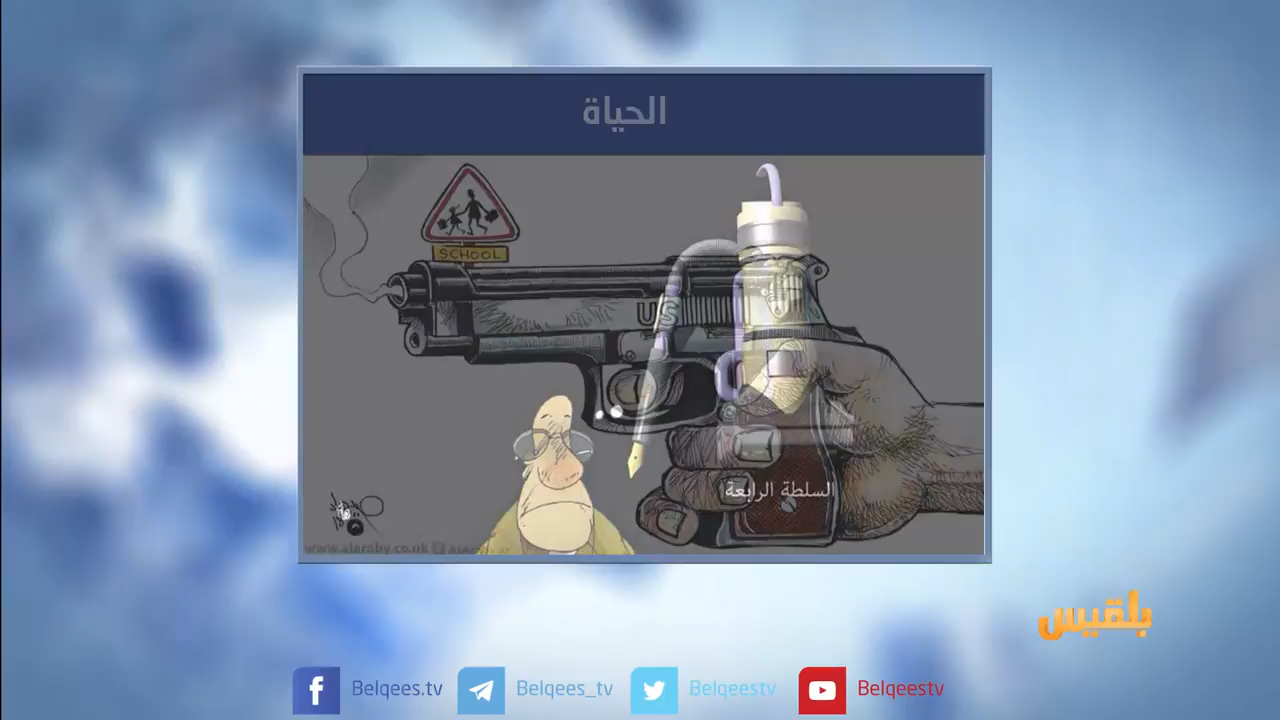 الحياة
SCHOOL
US
السلطة الرابعة
www.alaraby.co.uk
بلقيس
Belqees.tv
Belqees_tv
Belqeestv
Belqeestv